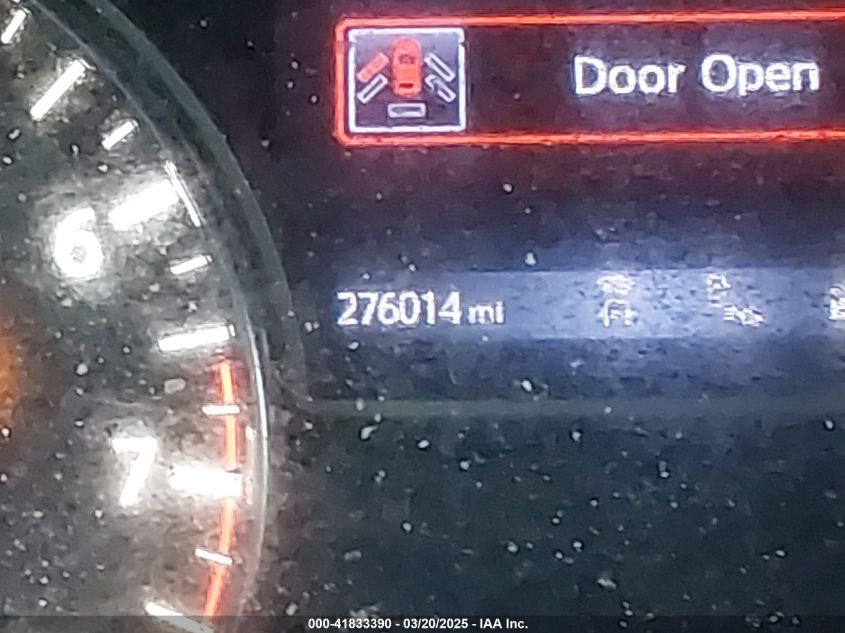 Door Open
6
276014 mi
7
000-41833390 - 03/20/2025 - IAA Inc.